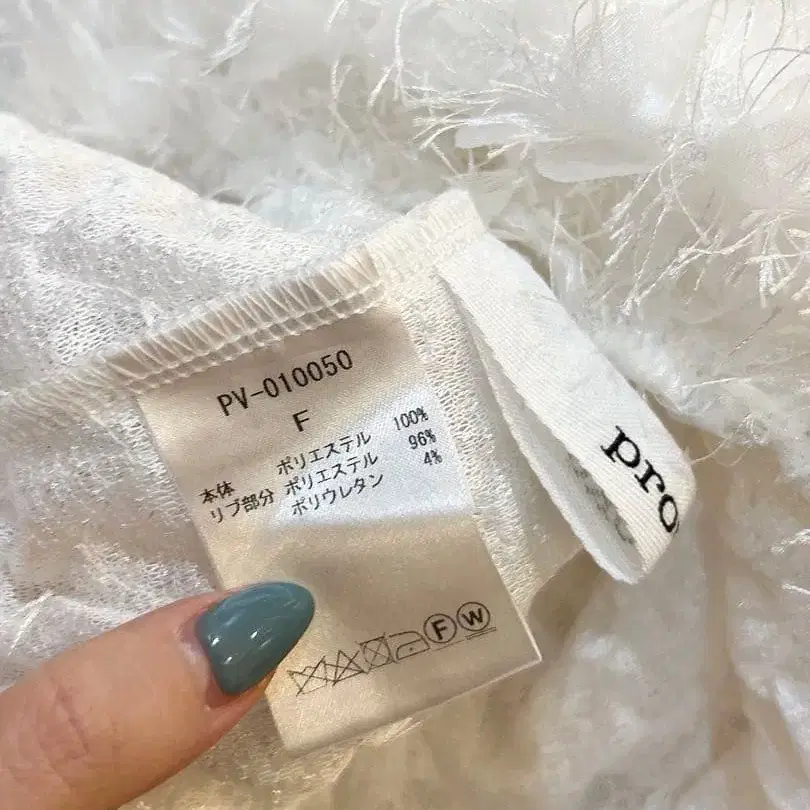 PV-010050
F
本体 ポリエステル 100%
リブ部分 ポリエステル 96%
ポリウレタン 4%
F W
pro